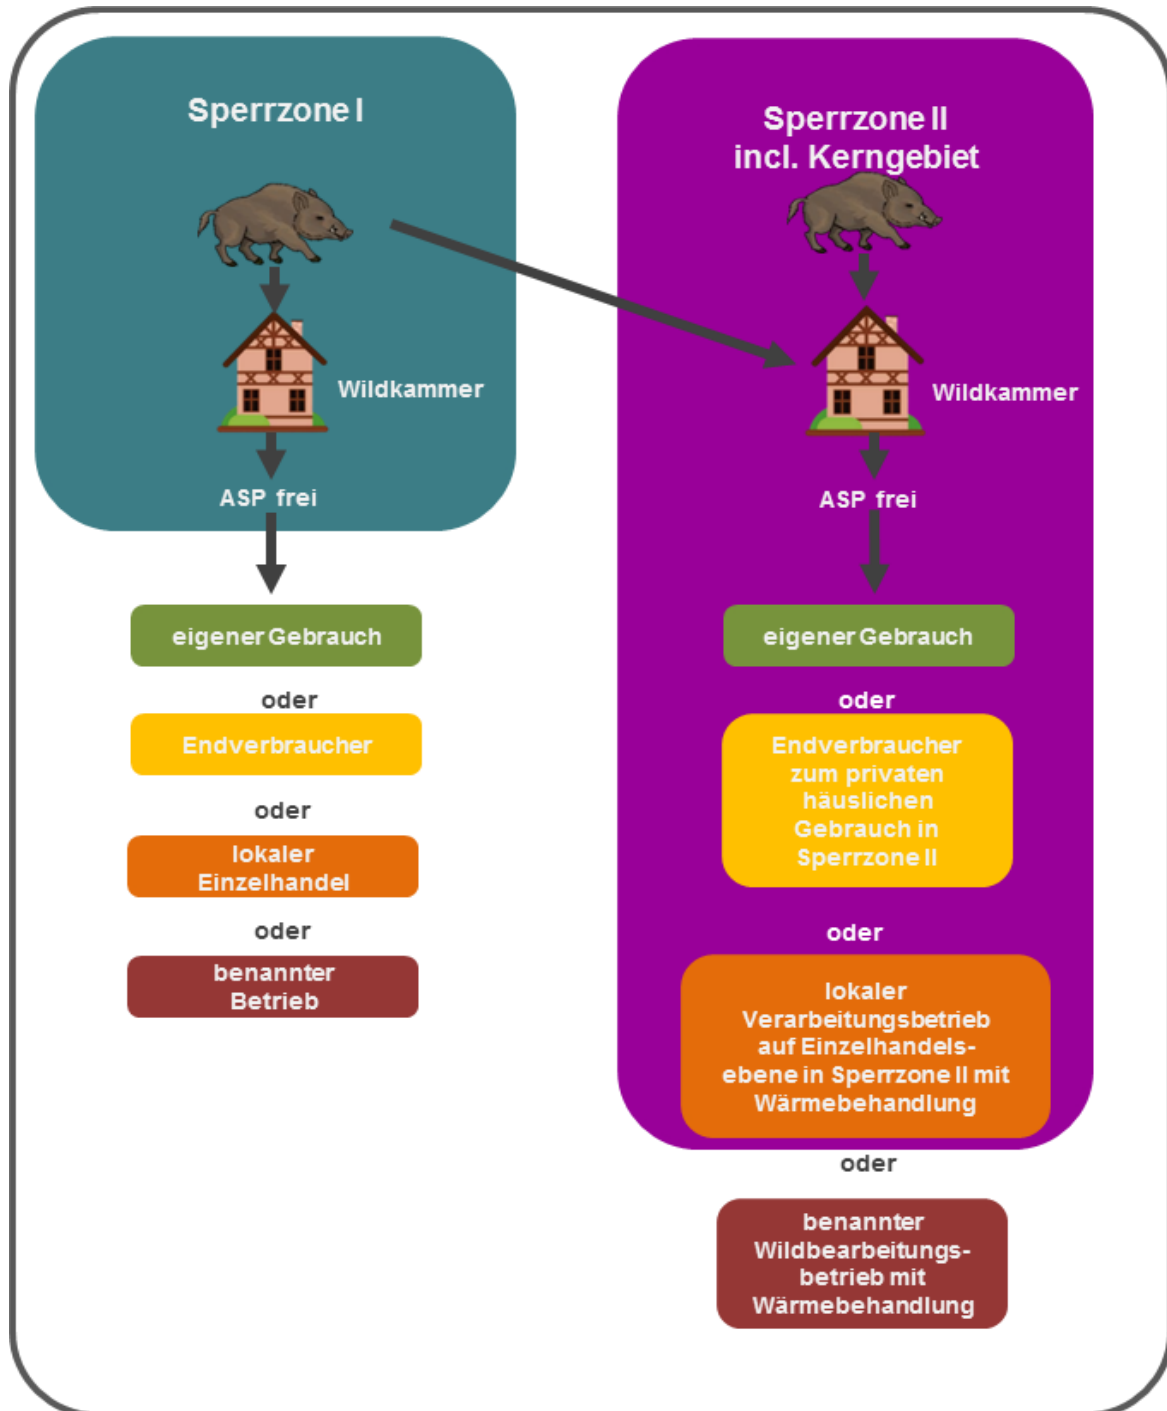 Sperrzone I
Wildkammer
ASP frei
eigener Gebrauch
oder
Endverbraucher
oder
lokaler
Einzelhandel
oder
benannter
Betrieb
Sperrzone II
incl. Kerngebiet
Wildkammer
ASP frei
eigener Gebrauch
oder
Endverbraucher
zum privaten
häuslichen
Gebrauch in
Sperrzone II
oder
lokaler
Verarbeitungsbetrieb
auf Einzelhandels-
ebene in Sperrzone II mit
Wärmebehandlung
oder
benannter
Wildbearbeitungs-
betrieb mit
Wärmebehandlung